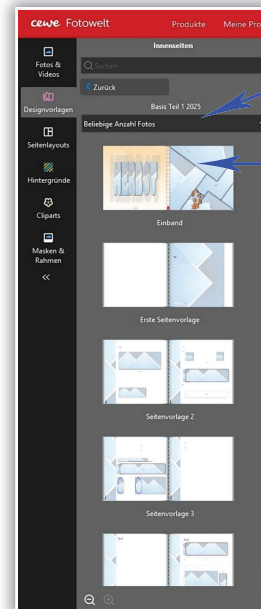 cewe Fotowelt
Produkte
Meine Pro
Innenseiten
Fotos &
Videos
Suchen
Zurück
Designvorlagen
Basis Teil 1 2025
Beliebige Anzahl Fotos
Seitenlayouts
Hintergründe
Einband
Cliparts
Masken &
Rahmen
Erste Seitenvorlage
Seitenvorlage 2
Seitenvorlage 3